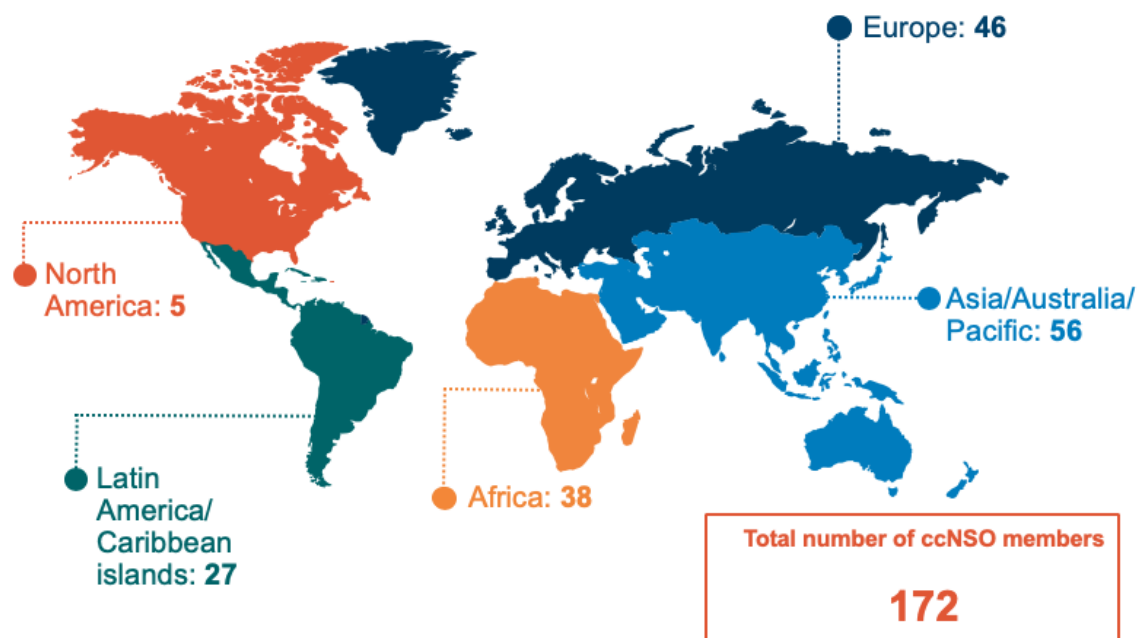 Europe: 46
North
America: 5
Asia/Australia/
Pacific: 56
Latin
America/
Caribbean
islands: 27
Africa: 38
Total number of ccNSO members
172